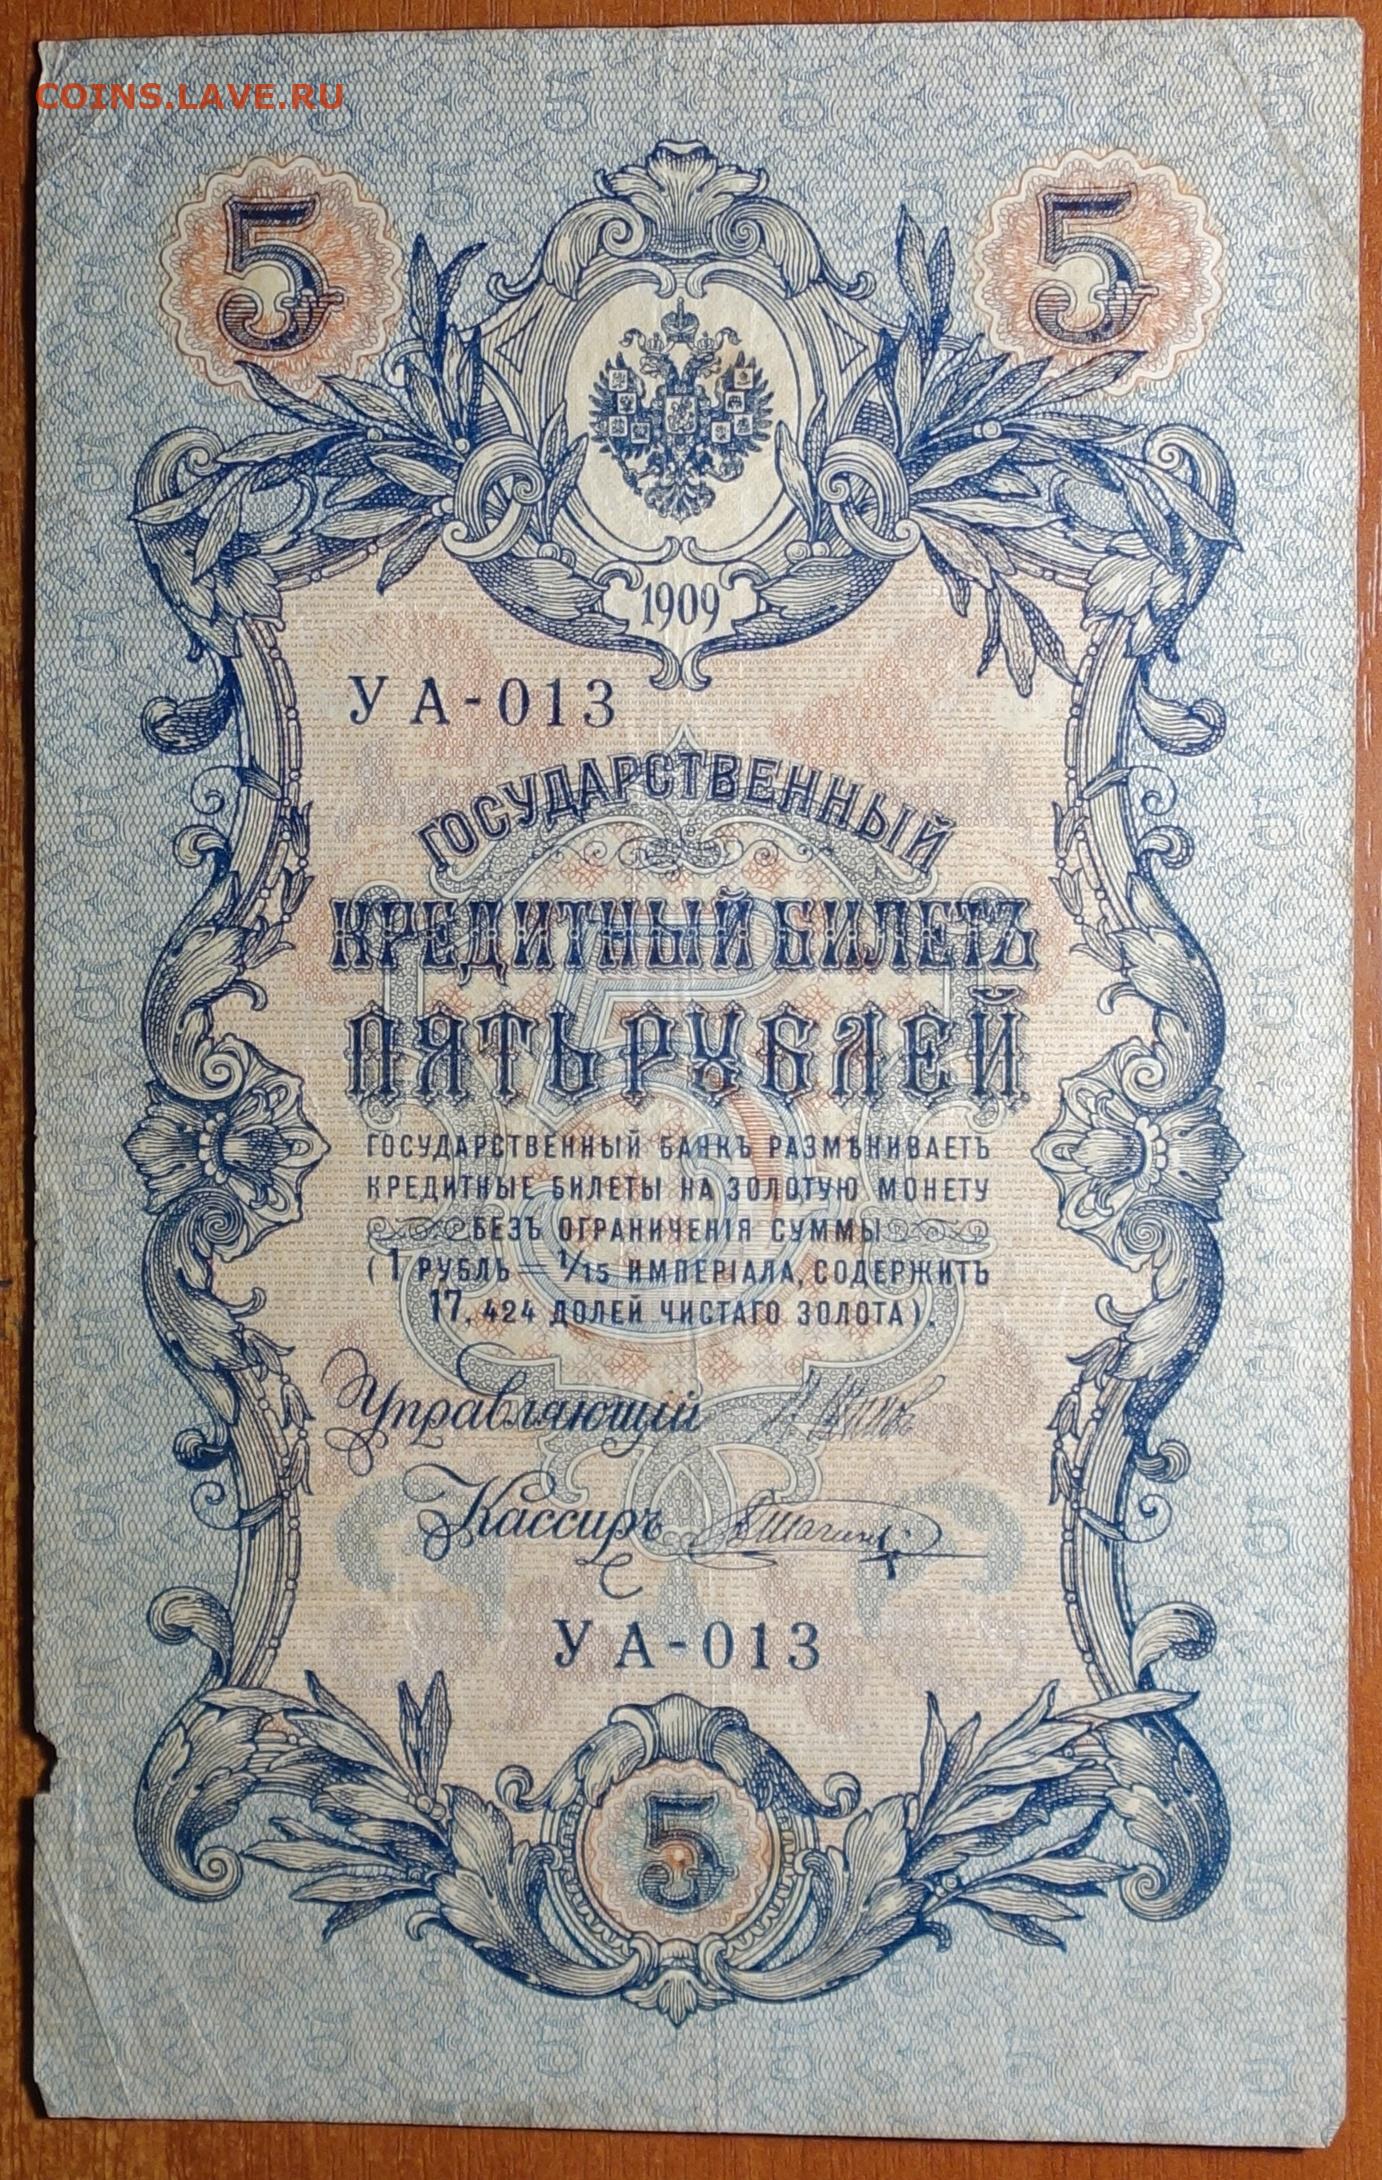 COINS.LAVE.RU
5 5
1909
УА-013
ГОСУДАРСТВЕННЫЙ
КРЕДИТНЫЙ БИЛЕТЪ
ПЯТЬ РУБЛЕЙ.
ГОСУДАРСТВЕННЫЙ БАНКЪ РАЗМѢНИВАЕТЪ
КРЕДИТНЫЕ БИЛЕТЫ НА ЗОЛОТУЮ МОНЕТУ
БЕЗЪ ОГРАНИЧЕНІЯ СУММЫ
(1 РУБЛЬ = 1/15 ИМПЕРІАЛА, СОДЕРЖИТЪ
17,424 ДОЛЕЙ ЧИСТАГО ЗОЛОТА).
Управляющій
Кассиръ
УА-013
5